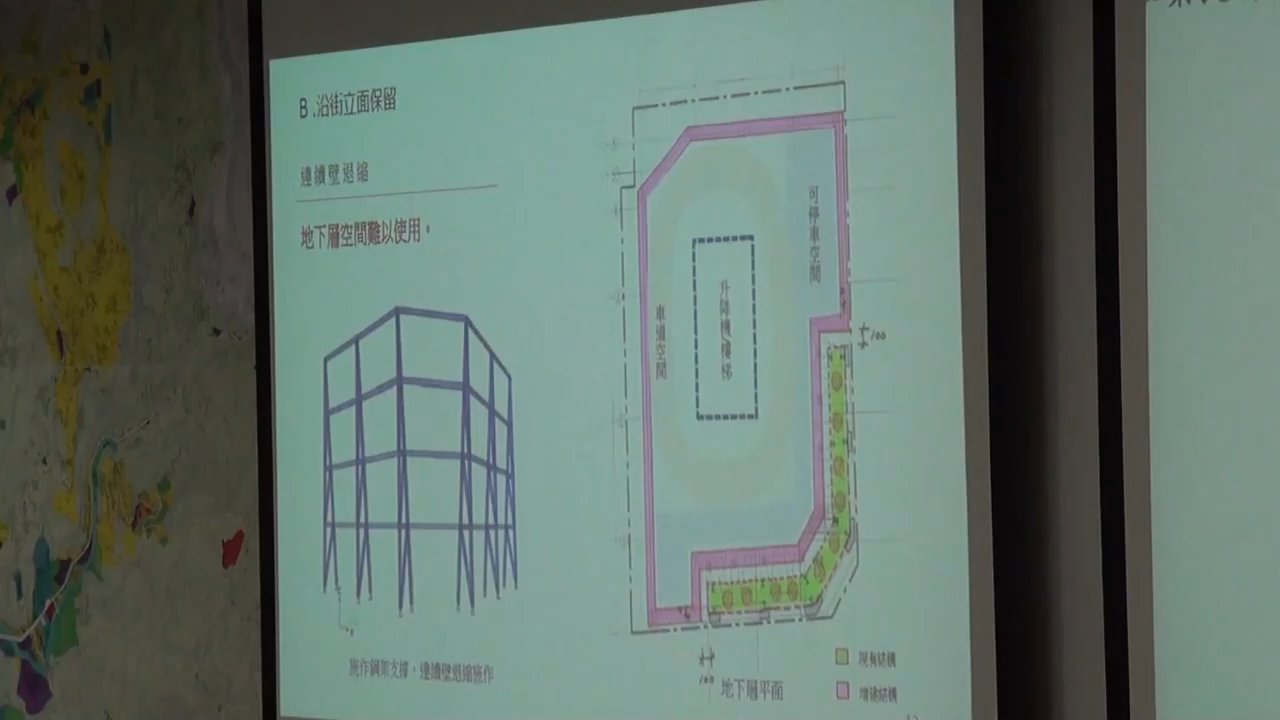 B.沿街立面保留
連續壁退縮
地下層空間難以使用。
可停車空間
升降機樓梯
車道空間
施作鋼架支撐，連續壁退縮施作
地下層平面
現有結構
增建結構